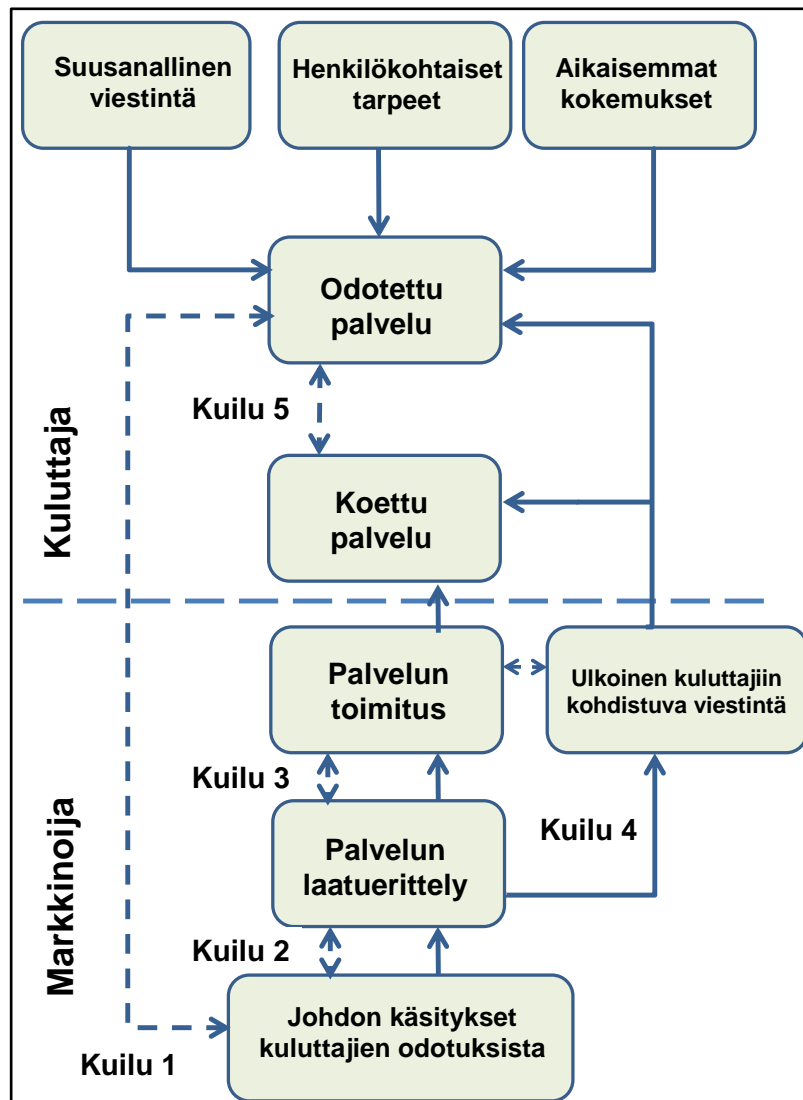 Suusanallinen
viestintä
Henkilökohtaiset
tarpeet
Aikaisemmat
kokemukset
Odotettu
palvelu
Kuilu 5
Koettu
palvelu
Kuluttaja
Palvelun
toimitus
Ulkoinen kuluttajiin
kohdistuva viestintä
Kuilu 3
Kuilu 4
Palvelun
laatuerittely
Kuilu 2
Markkinoija
Johdon käsitykset
kuluttajien odotuksista
Kuilu 1